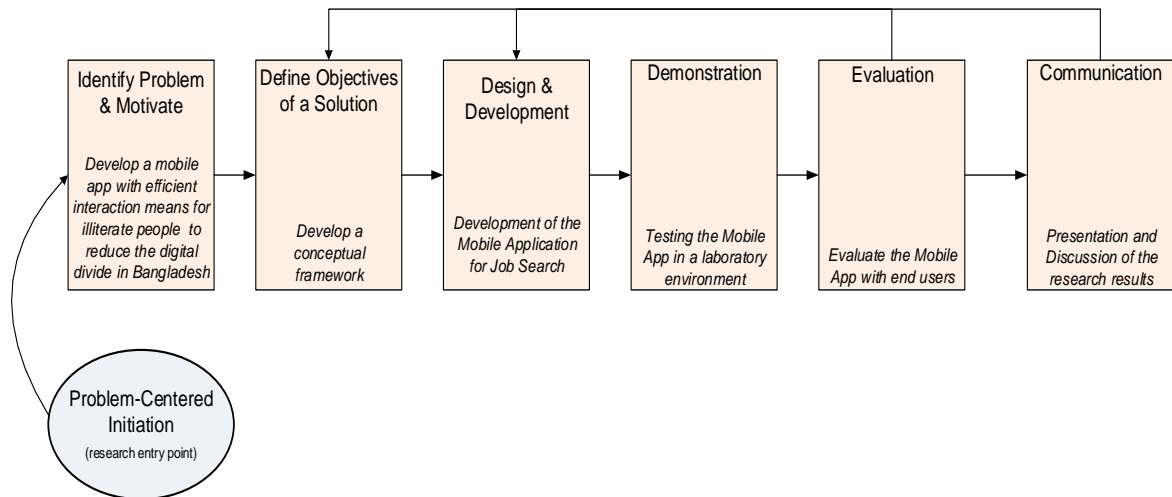 Identify Problem
& Motivate
Develop a mobile
app with efficient
interaction means for
illiterate people to
reduce the digital
divide in Bangladesh
Define Objectives
of a Solution
Develop a
conceptual
framework
Design &
Development
Development of the
Mobile Application
for Job Search
Demonstration
Testing the Mobile
App in a laboratory
environment
Evaluation
Evaluate the Mobile
App with end users
Communication
Presentation and
Discussion of the
research results
Problem-Centered
Initiation
(research entry point)